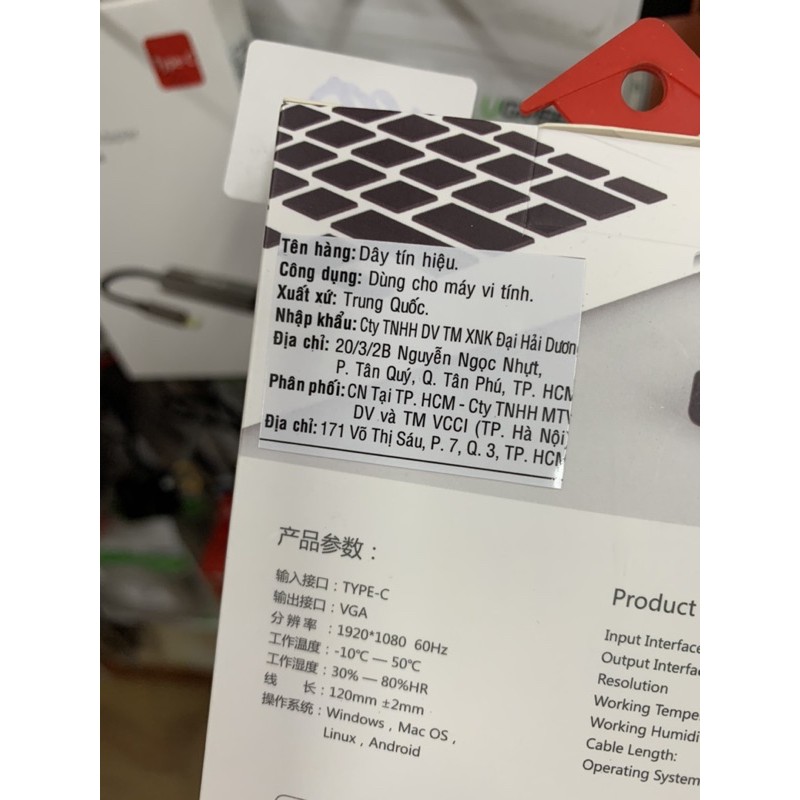 Type-C
Tên hàng: Dây tín hiệu.
Công dụng: Dùng cho máy vi tính.
Xuất xứ: Trung Quốc.
Nhập khẩu: Cty TNHH DV TM XNK Đại Hải Dương
Địa chỉ: 20/3/2B Nguyễn Ngọc Nhựt,
P. Tân Quý, Q. Tân Phú, TP. HCM
Phân phối: CN Tại TP. HCM - Cty TNHH MTV
DV và TM VCCI (TP. Hà Nội)
Địa chỉ: 171 Võ Thị Sáu, P. 7, Q. 3, TP. HCM
产品参数：
输入接口：TYPE-C
输出接口：VGA
分辨率：1920*1080 60Hz
工作温度：-10℃ — 50℃
工作湿度：30% — 80%HR
线 长：120mm ±2mm
操作系统：Windows , Mac OS ,
Linux , Android
Product
Input Interface
Output Interfa
Resolution
Working Tempe
Working Humidi
Cable Length:
Operating System